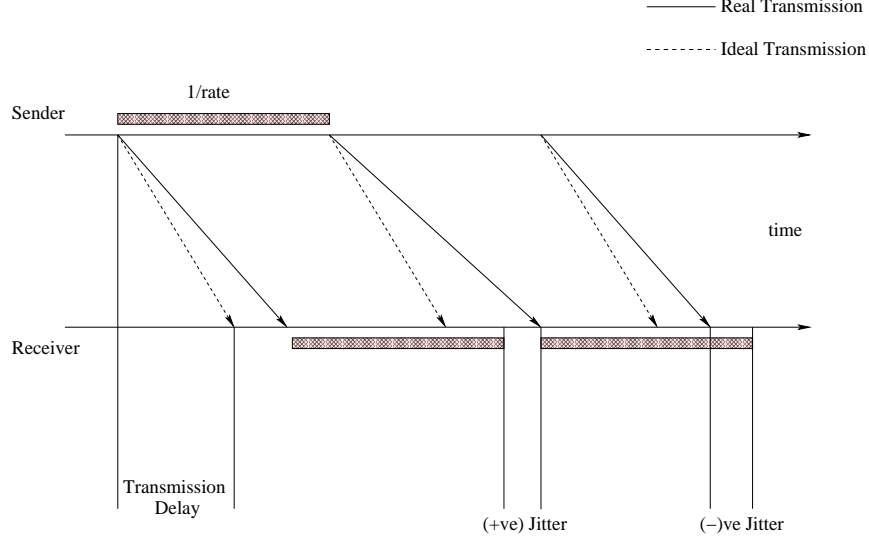 Real Transmission
Ideal Transmission
1/rate
Sender
time
Receiver
Transmission
Delay
(+ve) Jitter
(−)ve Jitter